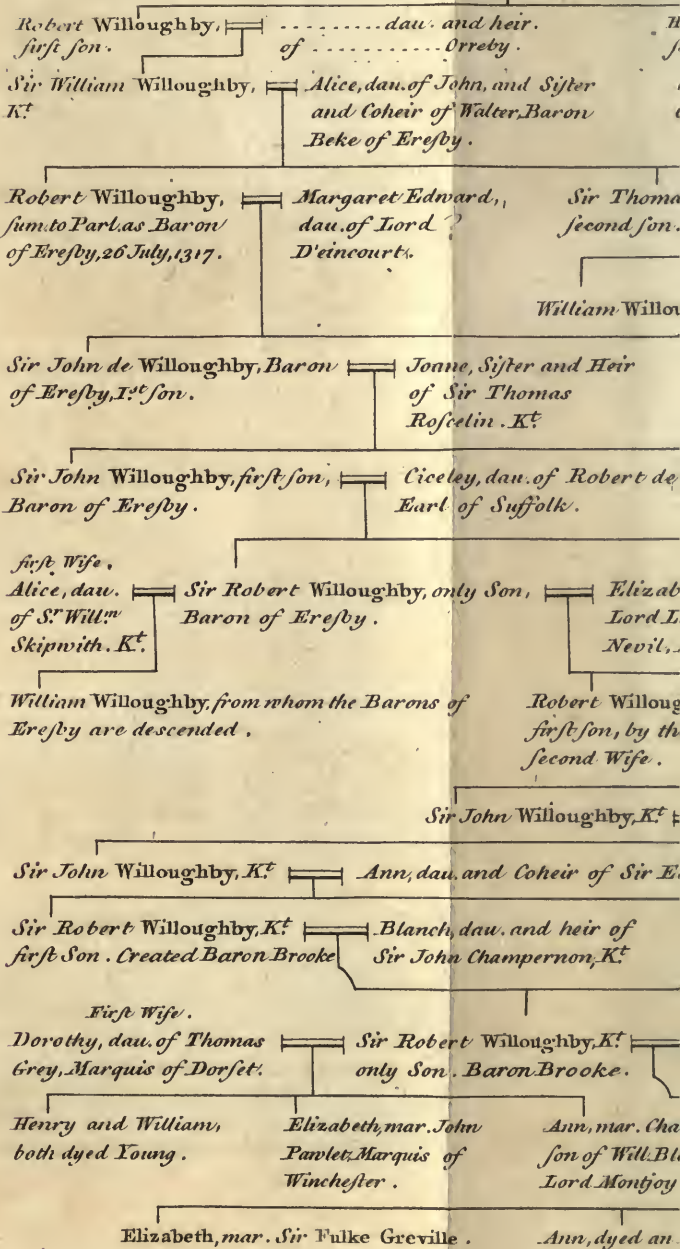 Robert Willoughby,
first son.
. . . . . . . . dau. and heir.
of . . . . . . . . . . Orreby.
Sir William Willoughby,
Kt.
Alice, dau. of John, and Sister
and Coheir of Walter, Baron
Beke of Eresby.
Robert Willoughby,
sum. to Parl. as Baron
of Eresby, 26 July, 1317.
Margaret Edward,
dau. of Lord ?
D'eincourt.
Sir Thoma
second son.
William Willou
Sir John de Willoughby, Baron
of Eresby, 1st son.
Joane, Sister and Heir
of Sir Thomas
Roscelin. Kt.
Sir John Willoughby, first son,
Baron of Eresby.
Ciceley, dau. of Robert de
Earl of Suffolk.
first Wife.
Alice, dau.
of Sr. Willm
Skipwith. Kt.
Sir Robert Willoughby, only Son,
Baron of Eresby.
Elizab
Lord L
Nevil,
William Willoughby, from whom the Barons of
Eresby are descended.
Robert Willoug
first son, by th
second Wife.
Sir John Willoughby, Kt.
Sir John Willoughby, Kt.
Ann, dau. and Coheir of Sir E
Sir Robert Willoughby, Kt.
first Son. Created Baron Brooke
Blanch, dau. and heir of
Sir John Champernon, Kt.
First Wife.
Dorothy, dau. of Thomas
Grey, Marquis of Dorset.
Sir Robert Willoughby, Kt.
only Son. Baron Brooke.
Henry and William,
both dyed Young.
Elizabeth, mar. John
Pawlet, Marquis of
Winchester.
Ann, mar. Cha
son of Will. Bl
Lord Montjoy
Elizabeth, mar. Sir Fulke Greville.
Ann, dyed an